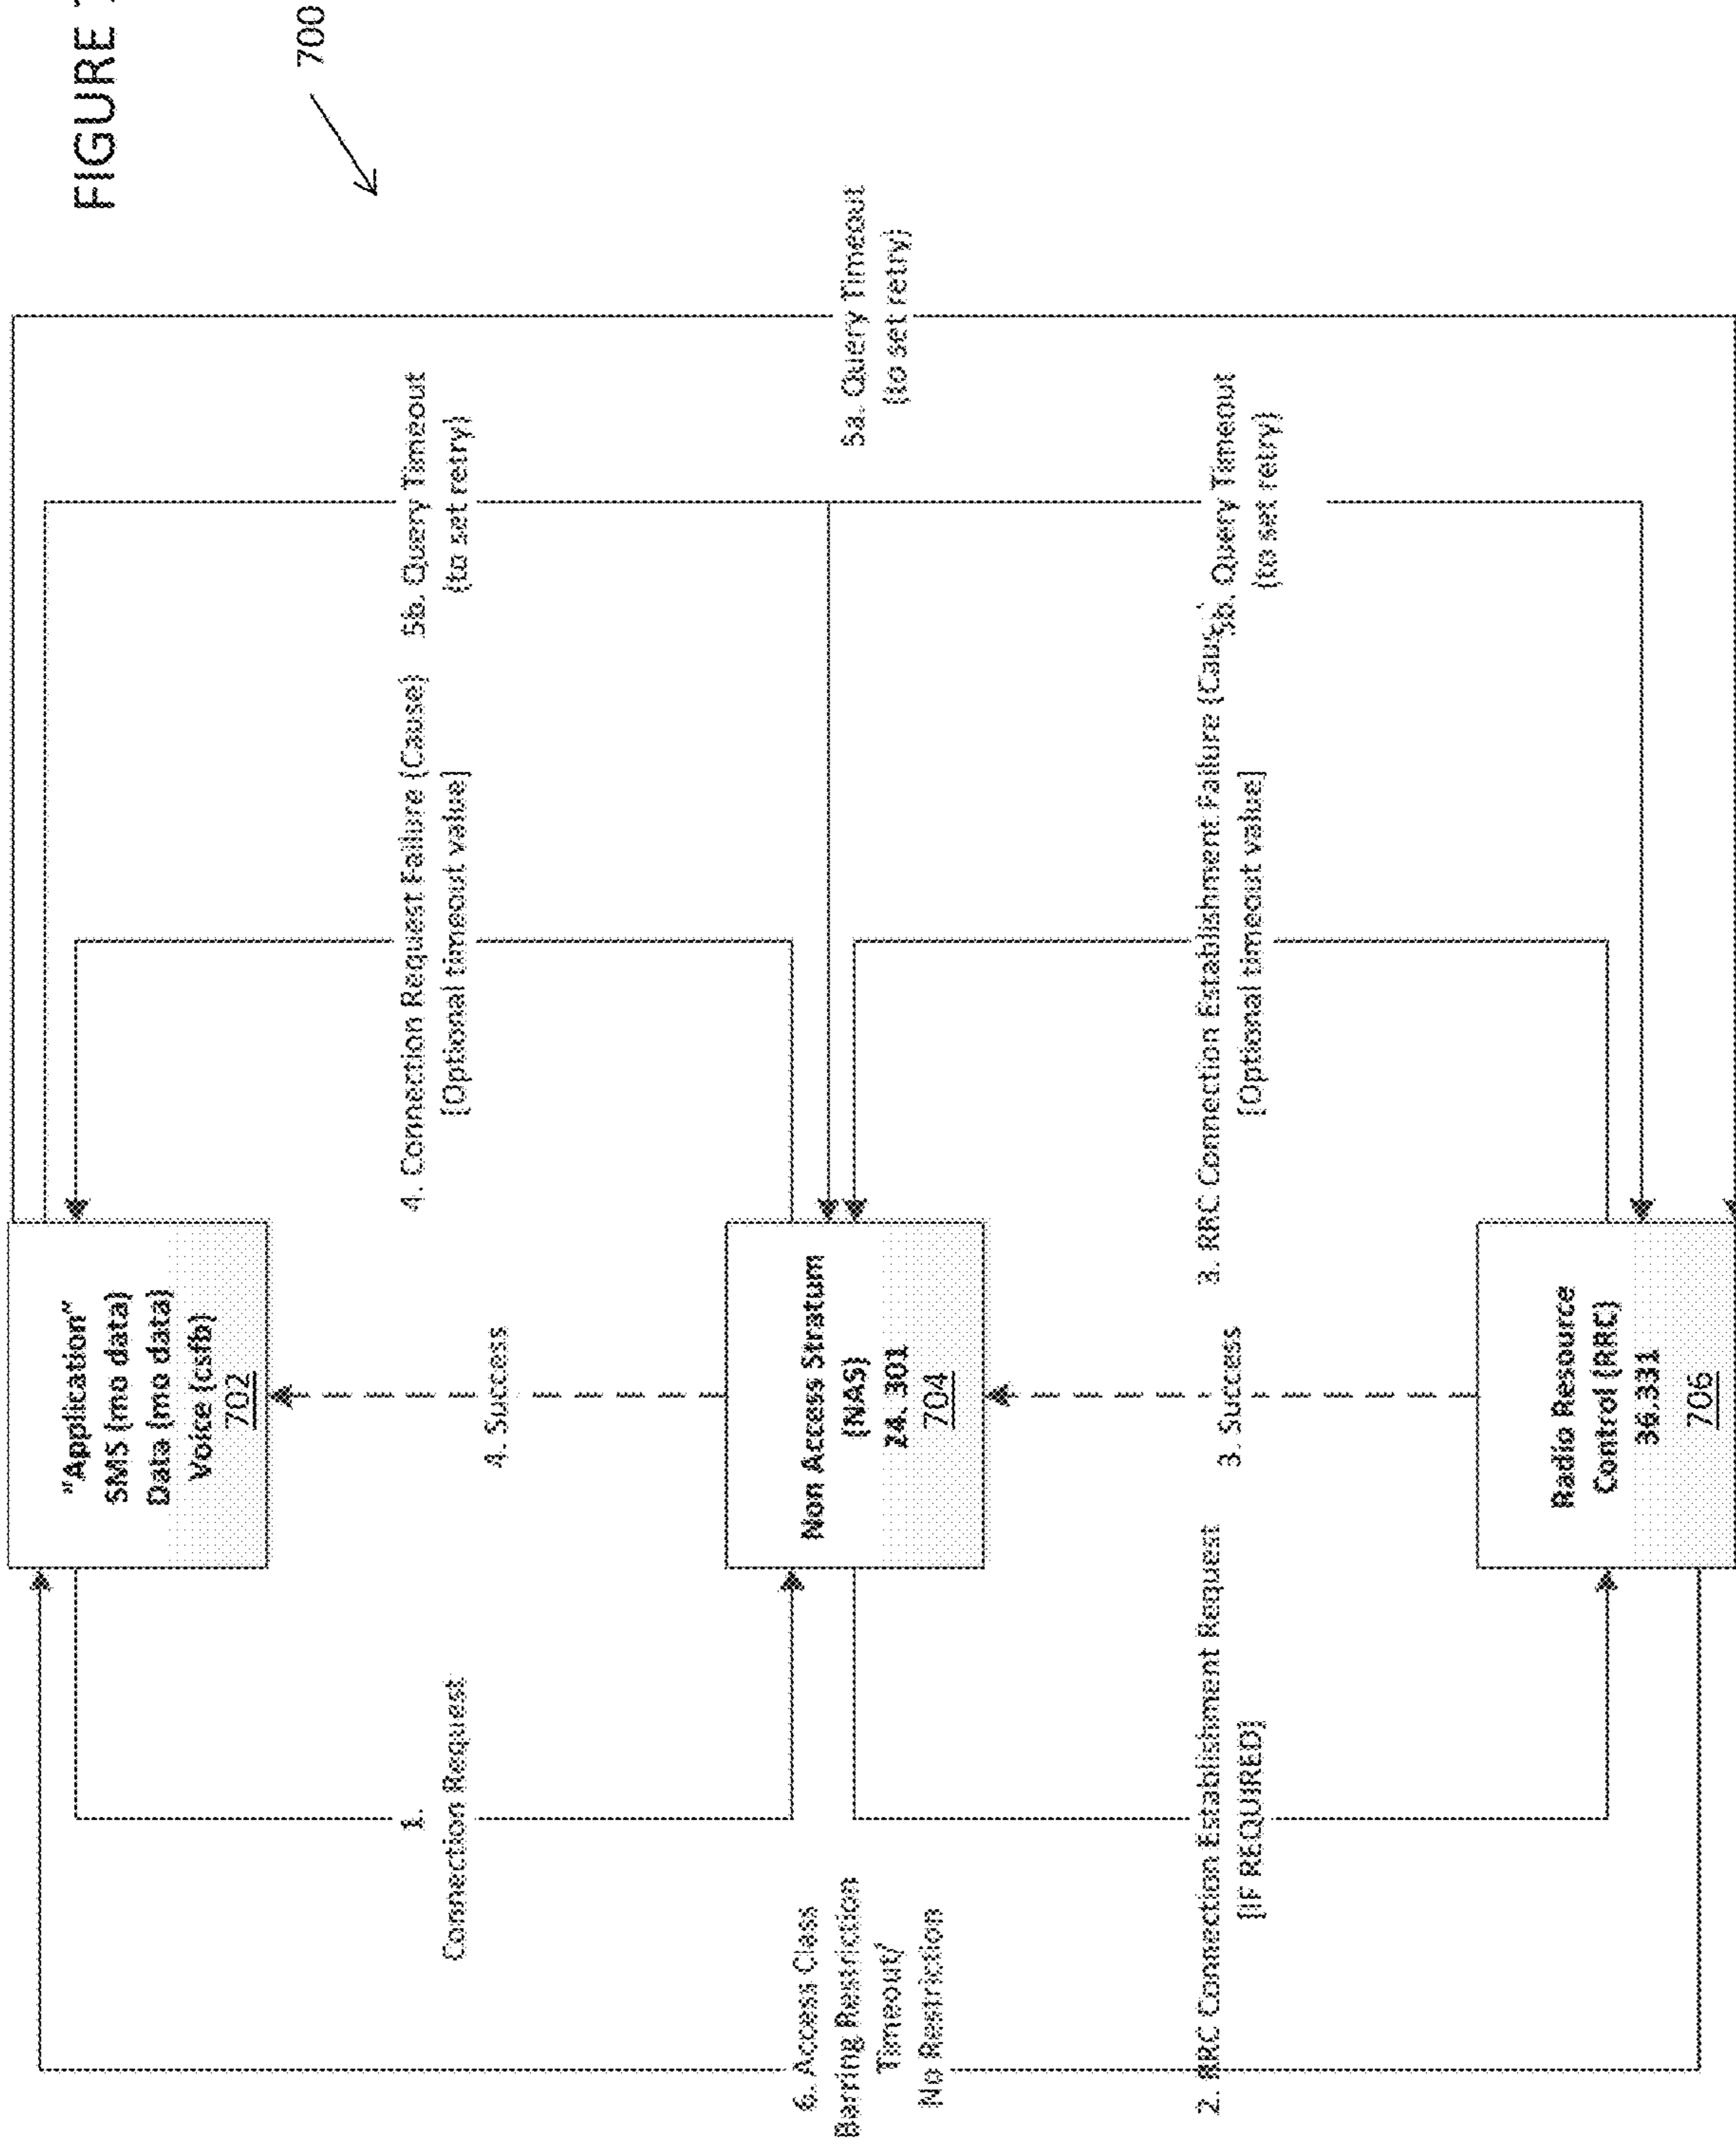 FIGURE 7
700
"Application"
SMS (mo data)
Data (mo data)
Voice (csfb)
702
1.
Connection Request
4. Success
4. Connection Request Failure (Cause)
[Optional timeout value]
5b. Query Timeout
(to set retry)
6. Access Class
Barring Restriction
Timeout/
No Restriction
Non Access Stratum
(NAS)
24. 301
704
5a. Query Timeout
(to set retry)
2. RRC Connection Establishment Request
[IF REQUIRED]
3. Success
3. RRC Connection Establishment Failure (Cause)
[Optional timeout value]
5b. Query Timeout
(to set retry)
Radio Resource
Control (RRC)
36.331
706